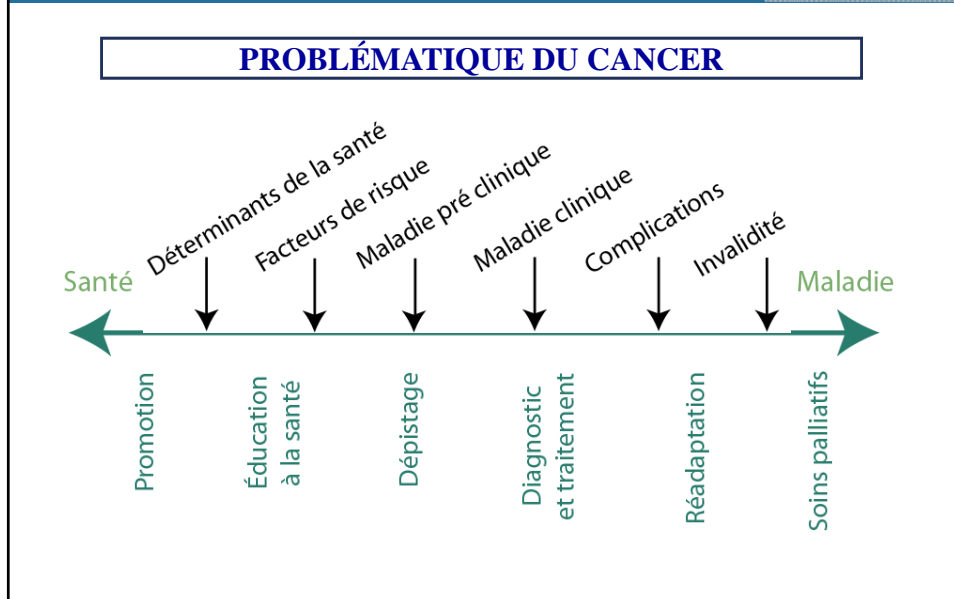 PROBLÉMATIQUE DU CANCER
Déterminants de la santé
Facteurs de risque
Maladie pré clinique
Maladie clinique
Complications
Invalidité
Santé
Maladie
Promotion
Éducation
à la santé
Dépistage
Diagnostic
et traitement
Réadaptation
Soins palliatifs